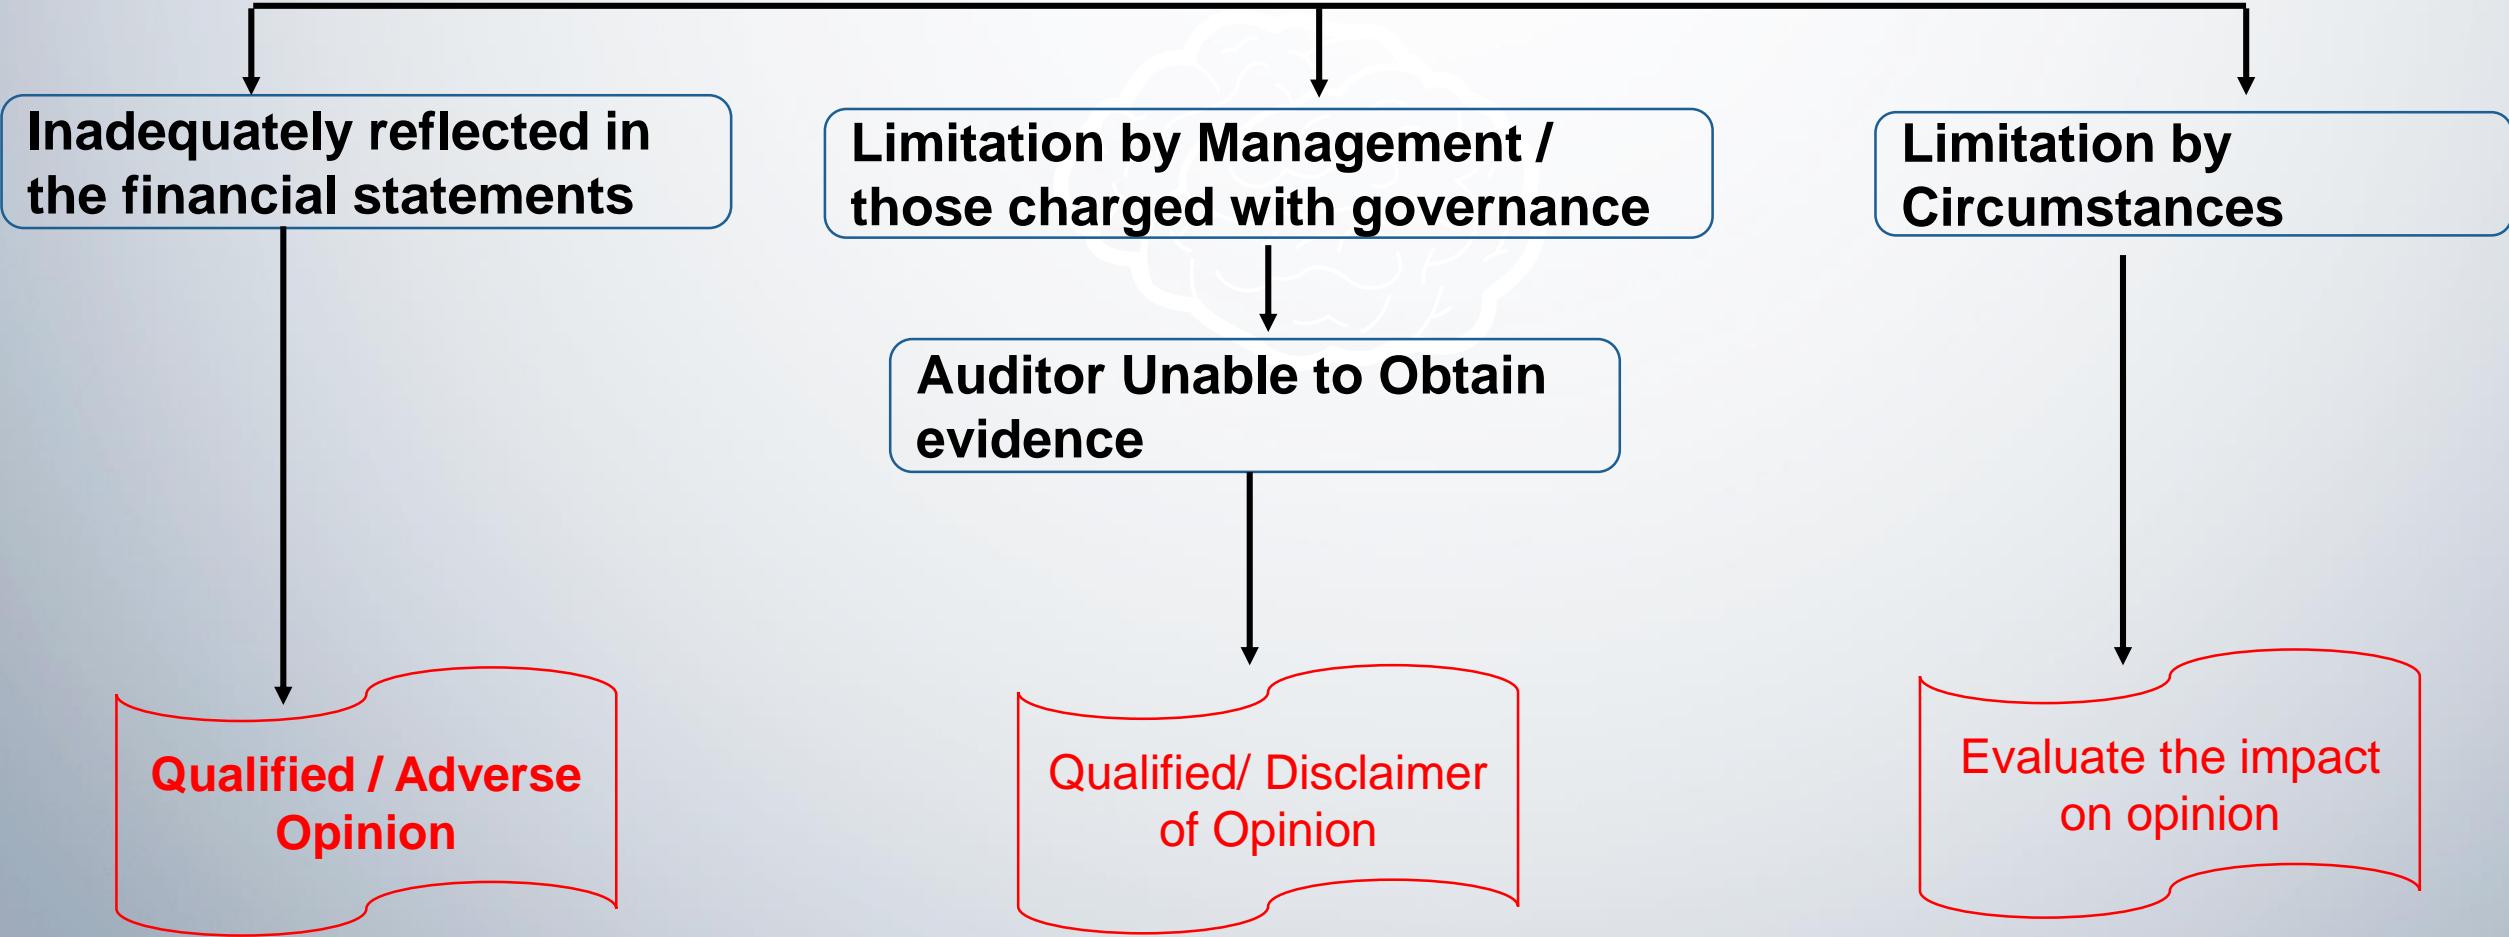 Inadequately reflected in
the financial statements
Limitation by Management /
those charged with governance
Limitation by
Circumstances
Auditor Unable to Obtain
evidence
Qualified / Adverse
Opinion
Qualified/ Disclaimer
of Opinion
Evaluate the impact
on opinion